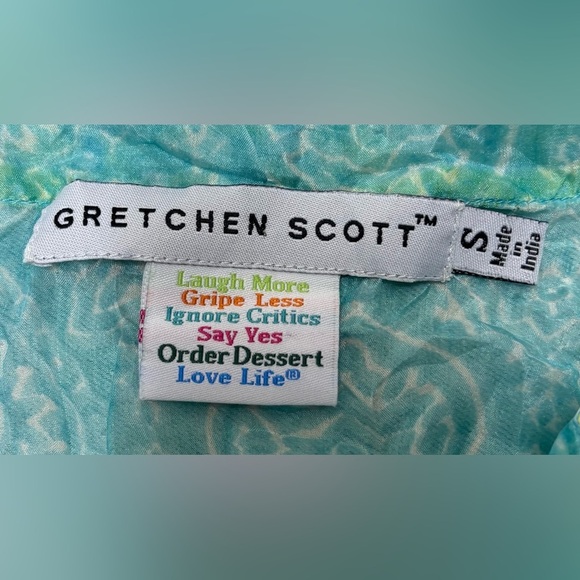 GRETCHEN SCOTT™
S
Made
in
India
Laugh More
Gripe Less
Ignore Critics
Say Yes
Order Dessert
Love Life®